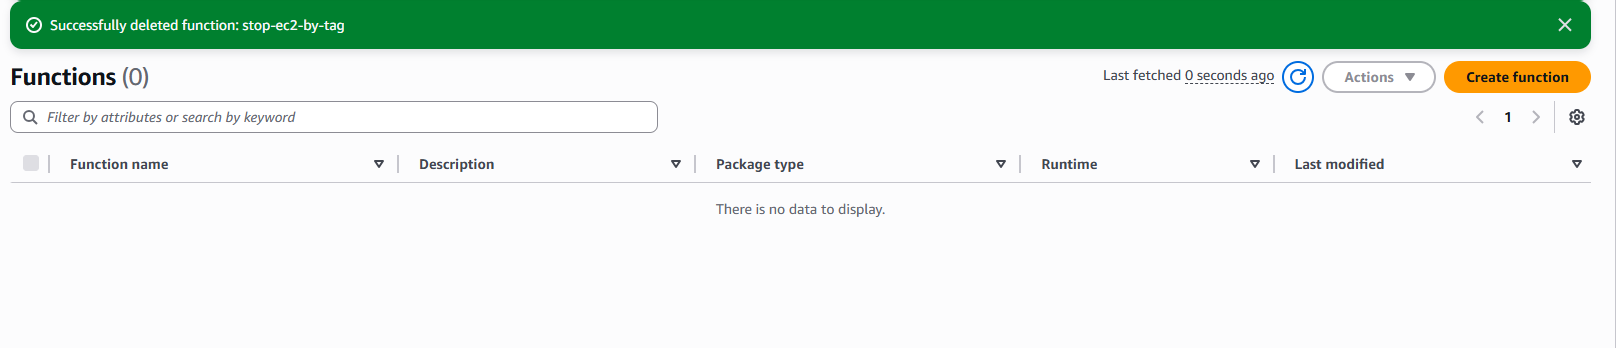 Successfully deleted function: stop-ec2-by-tag
Functions (0)
Last fetched 0 seconds ago
Actions
Create function
Filter by attributes or search by keyword
1
Function name
Description
Package type
Runtime
Last modified
There is no data to display.